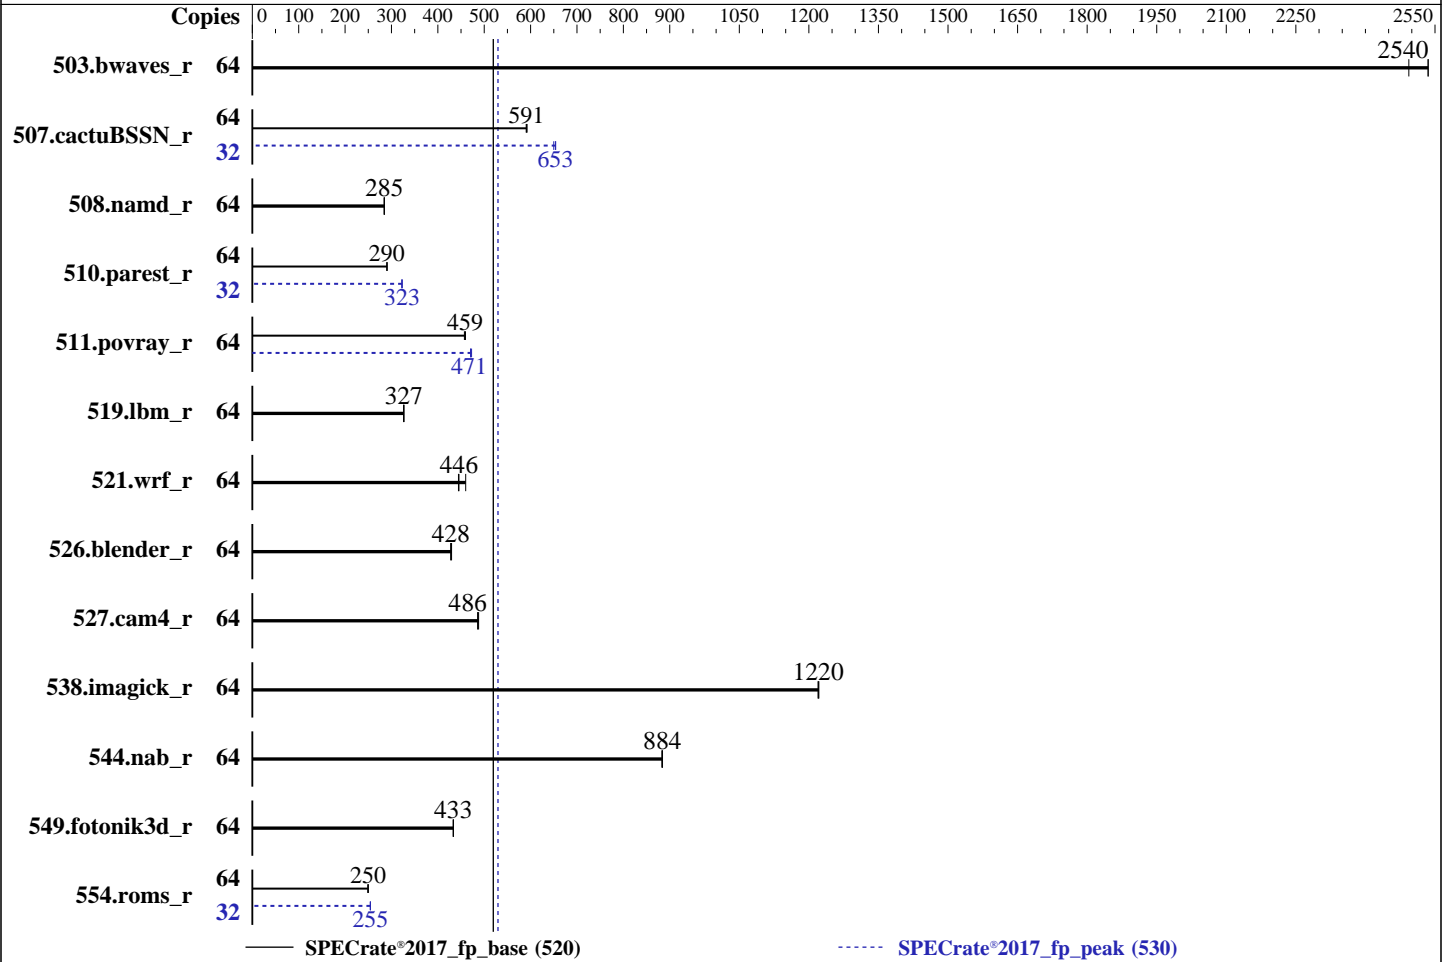 Copies 0 100 200 300 400 500 600 700 800 900 1050 1200 1350 1500 1650 1800 1950 2100 2250 2550
503.bwaves_r 64 2540
507.cactuBSSN_r 64 591
32 653
508.namd_r 64 285
510.parest_r 64 290
32 323
511.povray_r 64 459
471
519.lbm_r 64 327
521.wrf_r 64 446
526.blender_r 64 428
527.cam4_r 64 486
538.imagick_r 64 1220
544.nab_r 64 884
549.fotonik3d_r 64 433
554.roms_r 64 250
32 255
SPECrate®2017_fp_base (520) SPECrate®2017_fp_peak (530)